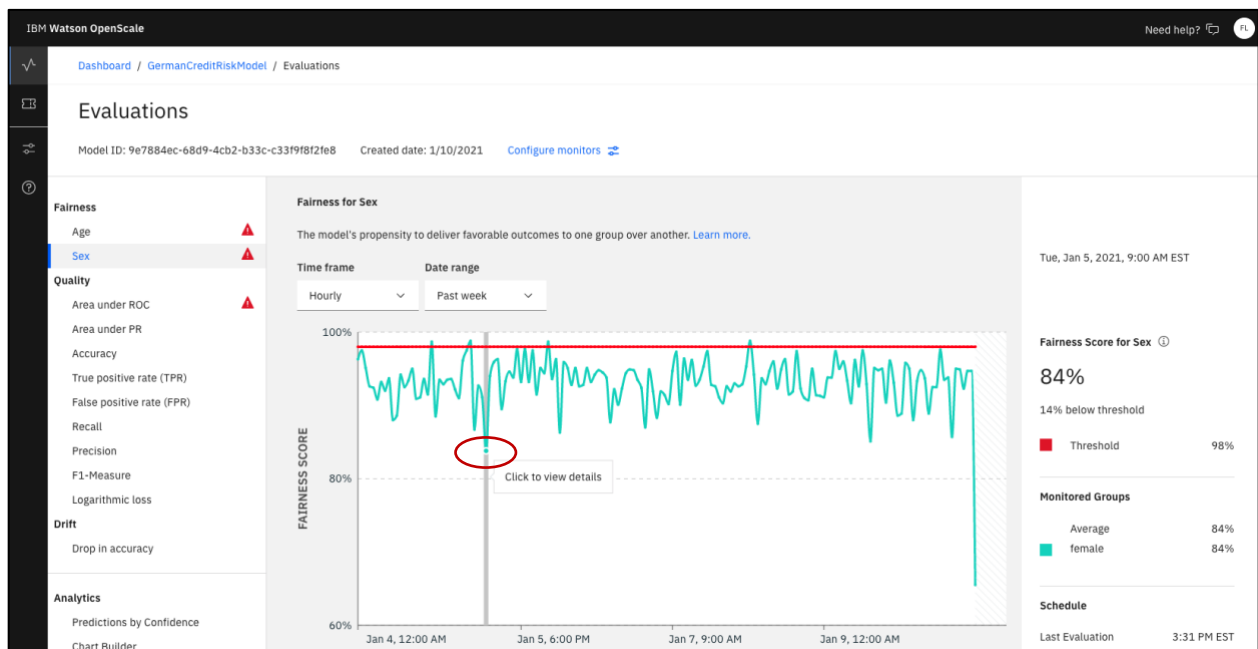 IBM Watson OpenScale
Need help?
FL
Dashboard / GermanCreditRiskModel / Evaluations
Evaluations
Model ID: 9e7884ec-68d9-4cb2-b33c-c33f9f8f2fe8 Created date: 1/10/2021 Configure monitors
Fairness
Age
Sex
Quality
Area under ROC
Area under PR
Accuracy
True positive rate (TPR)
False positive rate (FPR)
Recall
Precision
F1-Measure
Logarithmic loss
Drift
Drop in accuracy
Analytics
Predictions by Confidence
Chart Builder
Fairness for Sex
The model's propensity to deliver favorable outcomes to one group over another. Learn more.
Time frame Date range
Hourly Past week
100%
80%
60%
FAIRNESS SCORE
Click to view details
Jan 4, 12:00 AM Jan 5, 6:00 PM Jan 7, 9:00 AM Jan 9, 12:00 AM
Tue, Jan 5, 2021, 9:00 AM EST
Fairness Score for Sex
84%
14% below threshold
Threshold 98%
Monitored Groups
Average 84%
female 84%
Schedule
Last Evaluation 3:31 PM EST